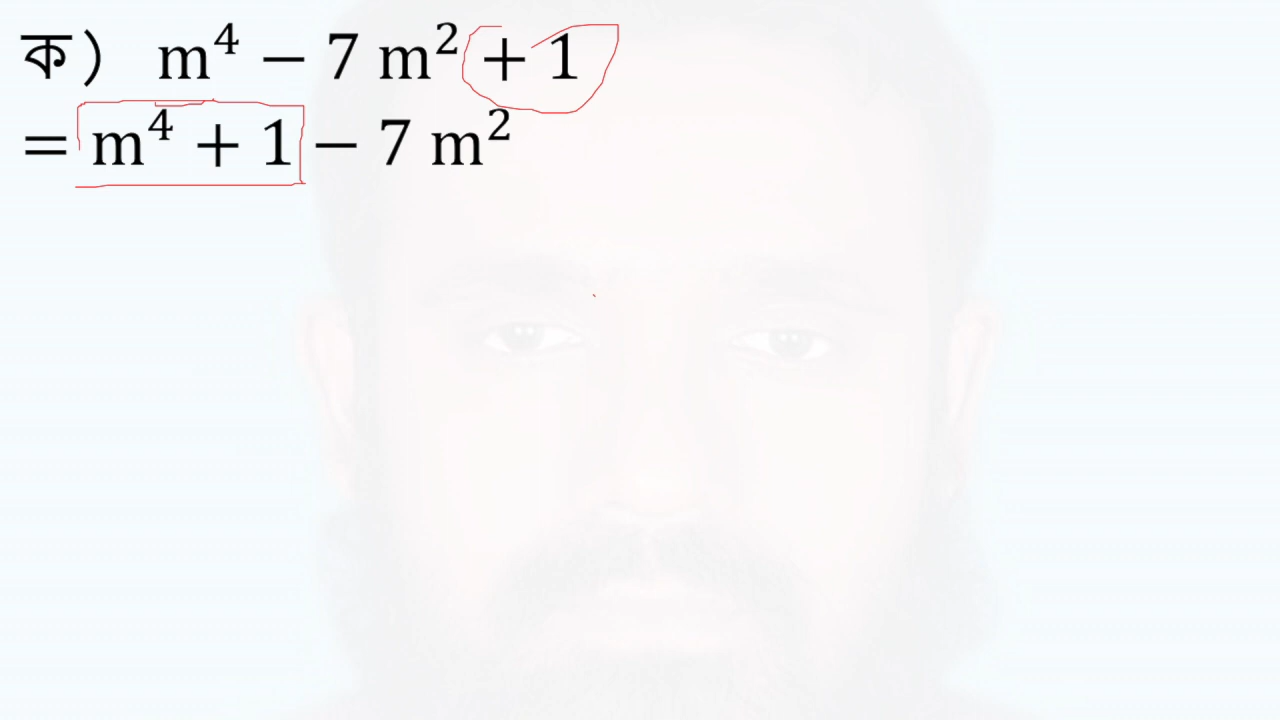 ক) m⁴ − 7 m² + 1
= m⁴ + 1 − 7 m²